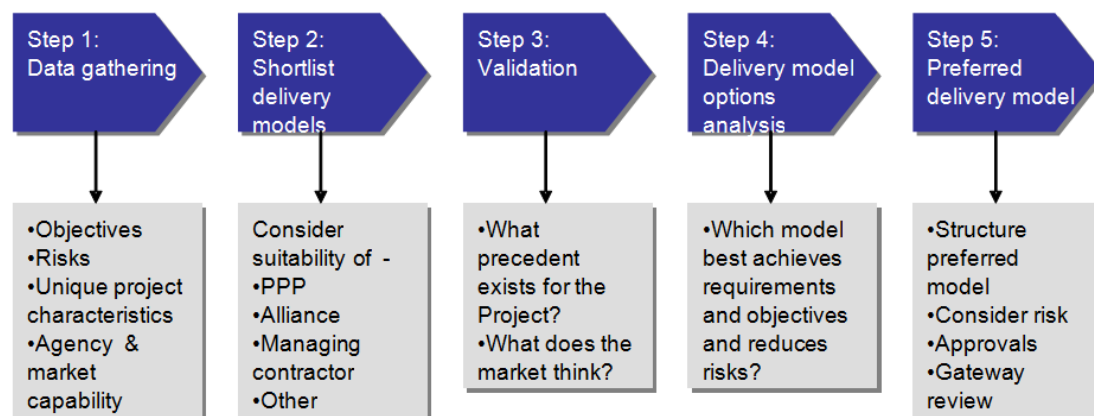 Step 1:
Data gathering
Step 2:
Shortlist
delivery
models
Step 3:
Validation
Step 4:
Delivery model
options
analysis
Step 5:
Preferred
delivery model
•Objectives
•Risks
•Unique project
characteristics
•Agency &
market
capability
Consider
suitability of -
•PPP
•Alliance
•Managing
contractor
•Other
•What
precedent
exists for the
Project?
•What does the
market think?
•Which model
best achieves
requirements
and objectives
and reduces
risks?
•Structure
preferred
model
•Consider risk
•Approvals
•Gateway
review